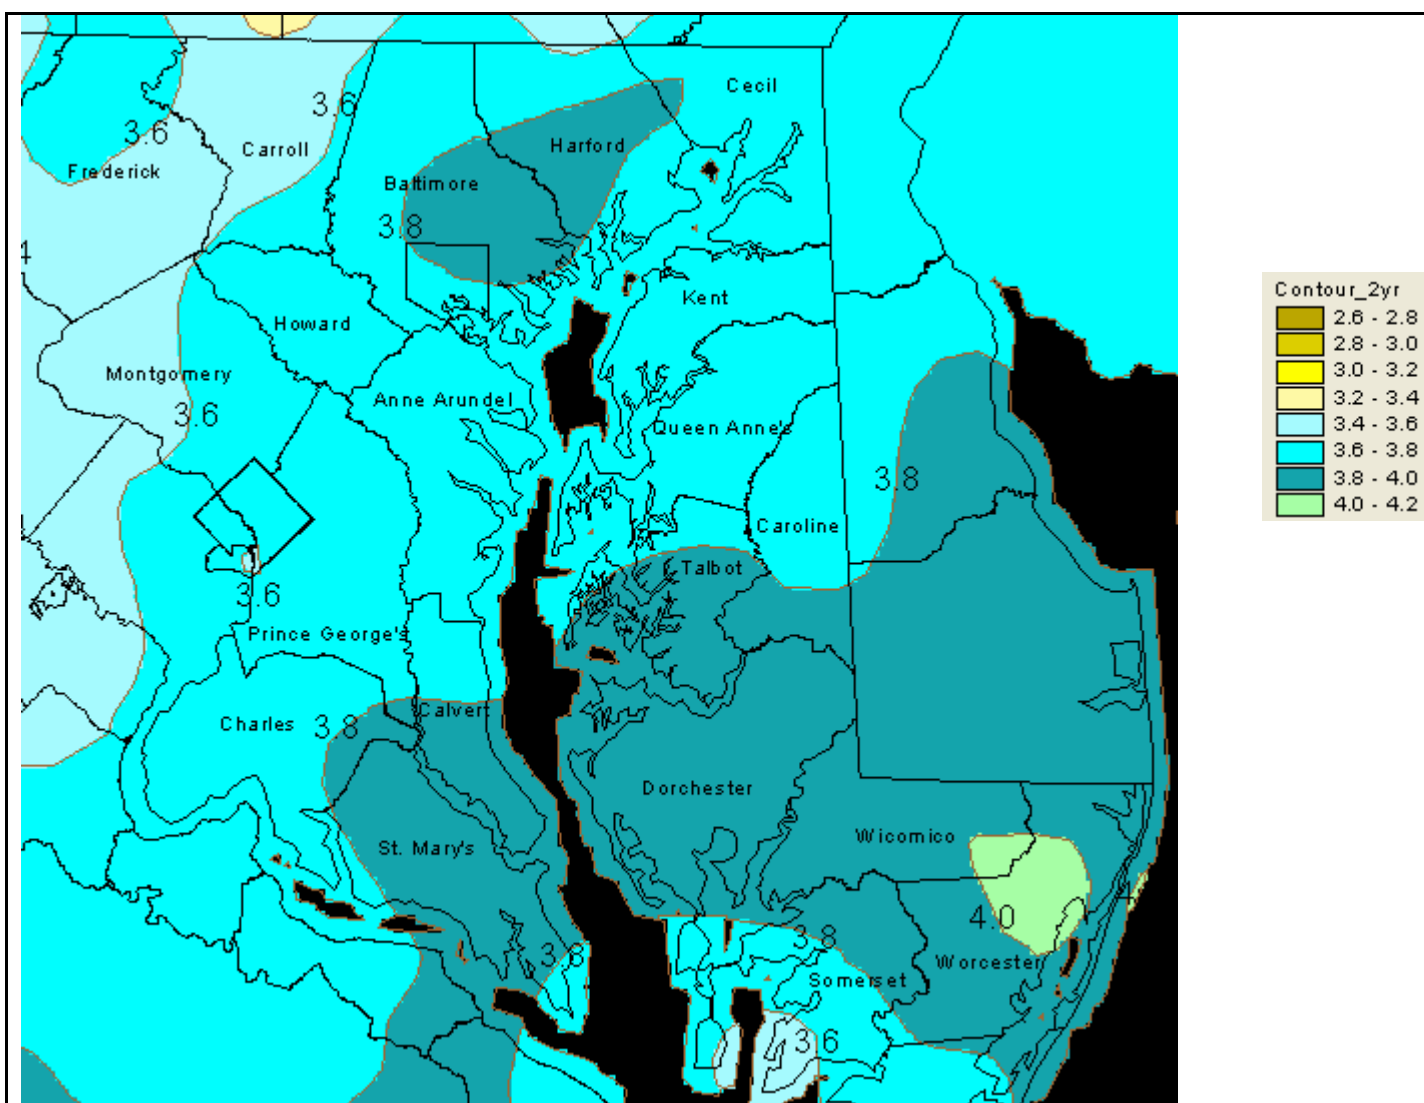 Cecil
3.6
3.6
Harford
Carroll
Frederick
Baltimore
3.8
4
Kent
Howard
Montgomery
Anne Arundel
3.6
Queen Anne's
3.8
Caroline
Talbot
3.6
Prince George's
Calvert
Charles
3.8
Dorchester
Wicomico
St. Mary's
4
4.0
3.8
3.8
Worcester
Somerset
3.6
Contour_2yr
2.6 - 2.8
2.8 - 3.0
3.0 - 3.2
3.2 - 3.4
3.4 - 3.6
3.6 - 3.8
3.8 - 4.0
4.0 - 4.2